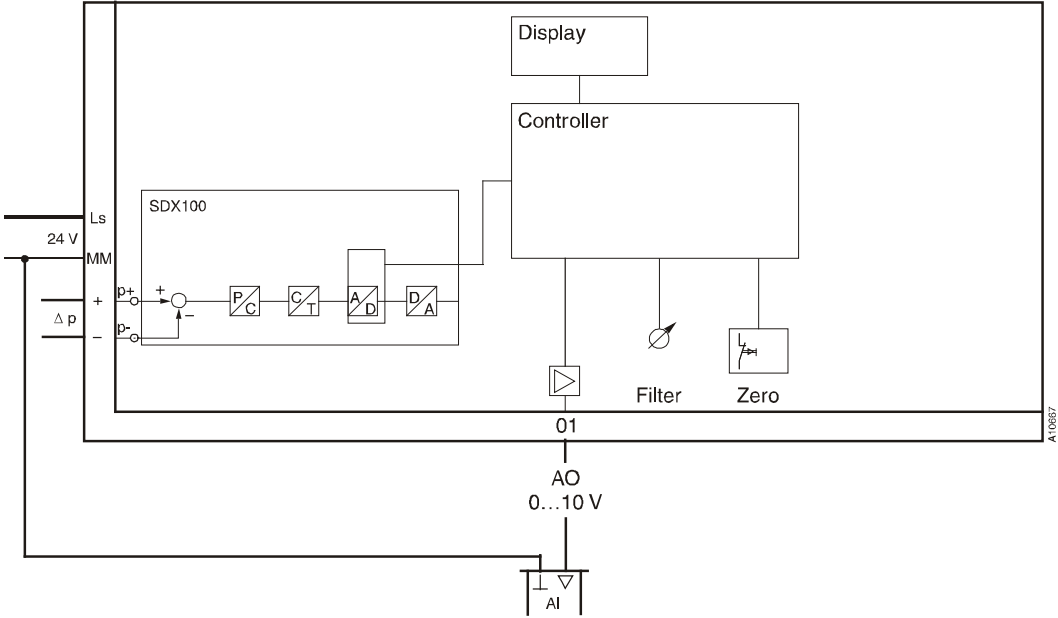 Display
Controller
SDX100
Ls
24 V
MM
p+
+
+
Δ p
−
p-
−
P C
C T
A D
D A
Filter
Zero
01
AO
0...10 V
AI
A10667